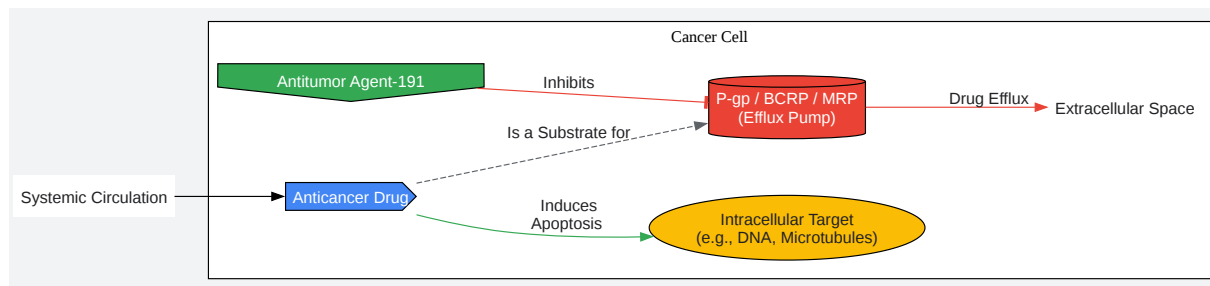 Cancer Cell
Antitumor Agent-191
Inhibits
P-gp / BCRP / MRP
(Efflux Pump)
Drug Efflux
Extracellular Space
Is a Substrate for
Systemic Circulation
Anticancer Drug
Induces
Apoptosis
Intracellular Target
(e.g., DNA, Microtubules)